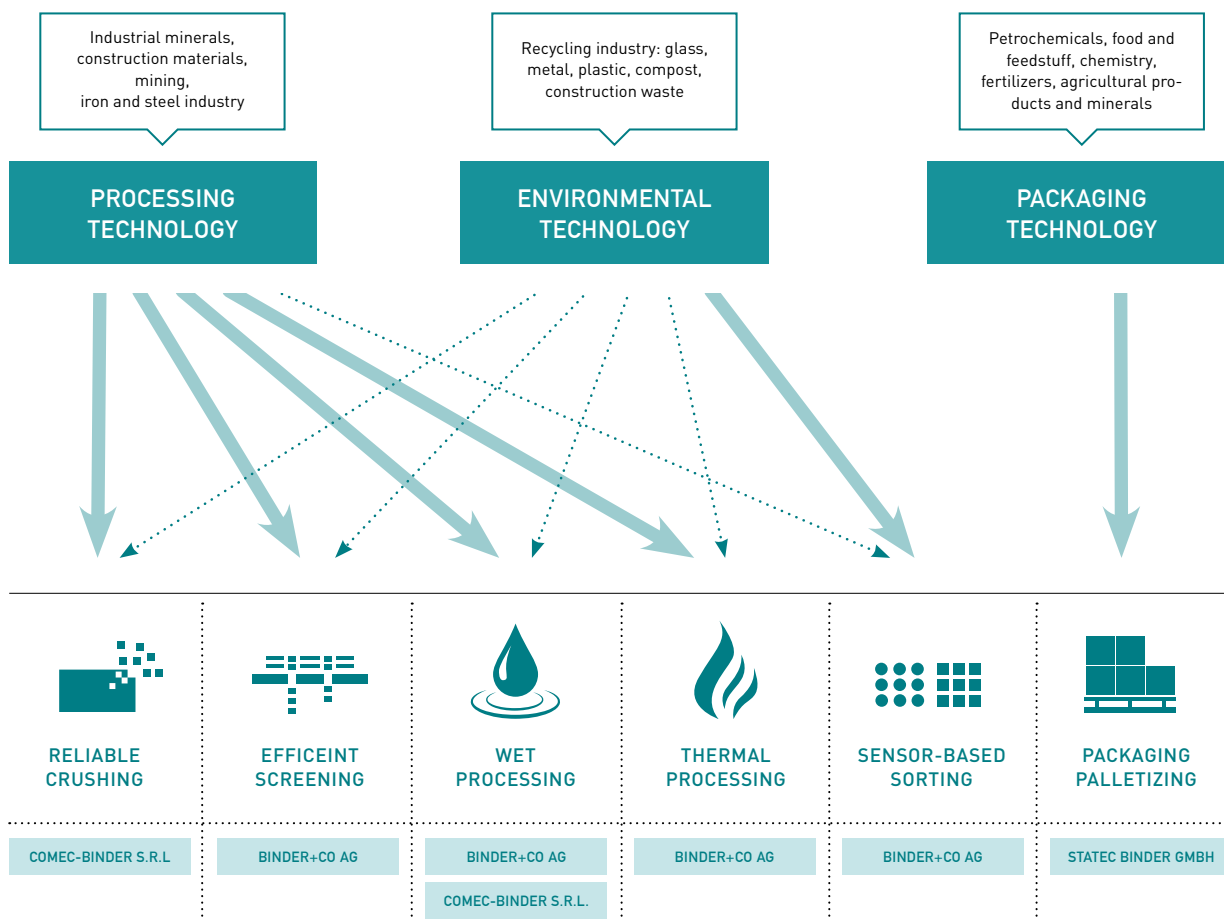 Industrial minerals,
construction materials,
mining,
iron and steel industry
Recycling industry: glass,
metal, plastic, compost,
construction waste
Petrochemicals, food and
feedstuff, chemistry,
fertilizers, agricultural pro-
ducts and minerals
PROCESSING
TECHNOLOGY
ENVIRONMENTAL
TECHNOLOGY
PACKAGING
TECHNOLOGY
RELIABLE
CRUSHING
EFFICEINT
SCREENING
WET
PROCESSING
THERMAL
PROCESSING
SENSOR-BASED
SORTING
PACKAGING
PALLETIZING
COMEC-BINDER S.R.L
BINDER+CO AG
BINDER+CO AG
COMEC-BINDER S.R.L.
BINDER+CO AG
BINDER+CO AG
STATEC BINDER GMBH